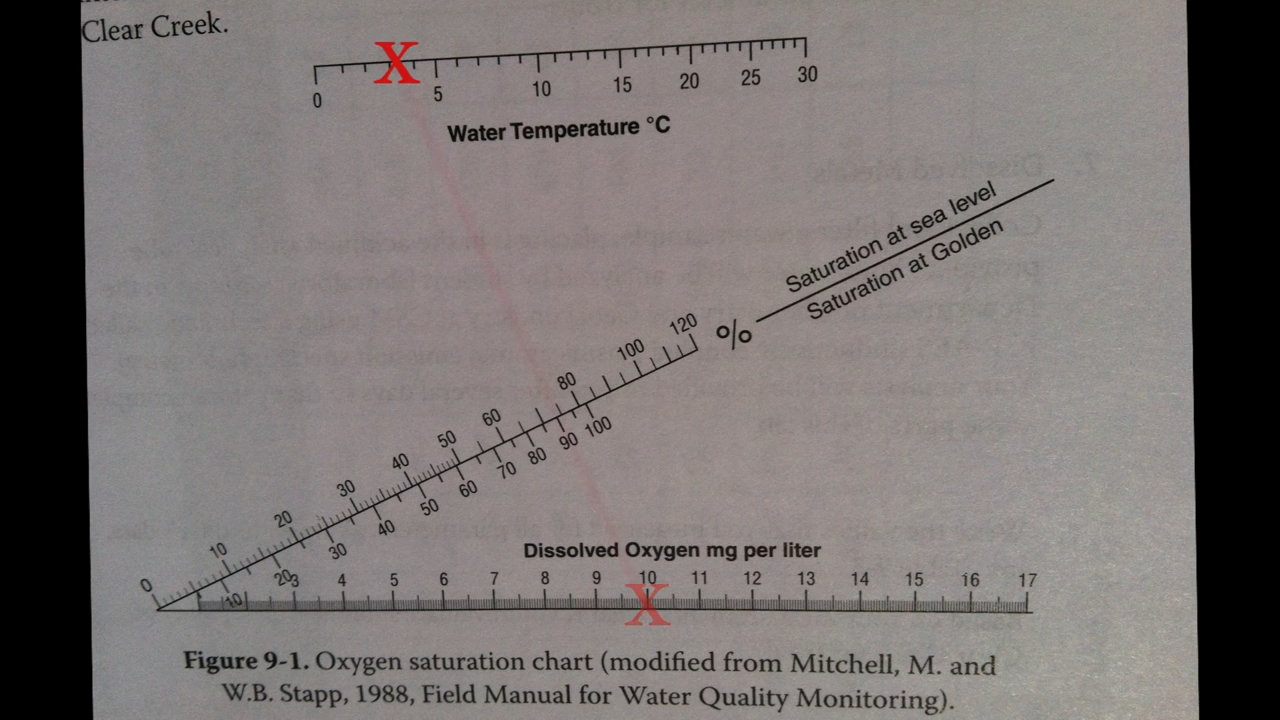 Clear Creek.
X
0 5 10 15 20 25 30
Water Temperature °C
Saturation at sea level
% Saturation at Golden
0 10 20 30 40 50 60 80 100 120
10 20 30 40 50 60 70 80 90 100
Dissolved Oxygen mg per liter
3 4 5 6 7 8 9 10 11 12 13 14 15 16 17
X
Figure 9-1. Oxygen saturation chart (modified from Mitchell, M. and
W.B. Stapp, 1988, Field Manual for Water Quality Monitoring).